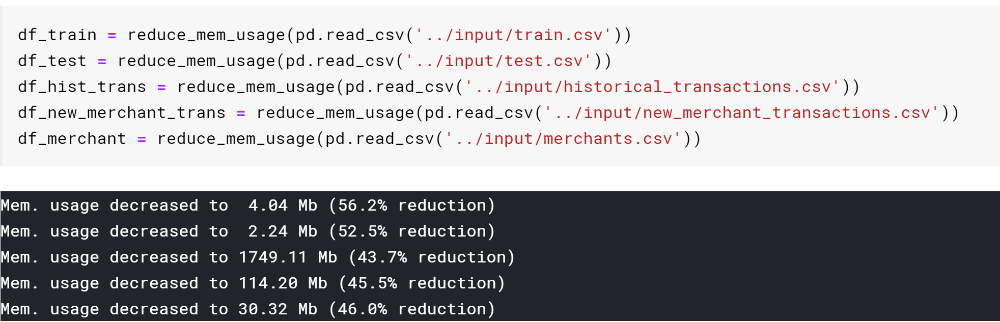 df_train = reduce_mem_usage(pd.read_csv('../input/train.csv'))
df_test = reduce_mem_usage(pd.read_csv('../input/test.csv'))
df_hist_trans = reduce_mem_usage(pd.read_csv('../input/historical_transactions.csv'))
df_new_merchant_trans = reduce_mem_usage(pd.read_csv('../input/new_merchant_transactions.csv'))
df_merchant = reduce_mem_usage(pd.read_csv('../input/merchants.csv'))
Mem. usage decreased to  4.04 Mb (56.2% reduction)
Mem. usage decreased to  2.24 Mb (52.5% reduction)
Mem. usage decreased to 1749.11 Mb (43.7% reduction)
Mem. usage decreased to 114.20 Mb (45.5% reduction)
Mem. usage decreased to 30.32 Mb (46.0% reduction)